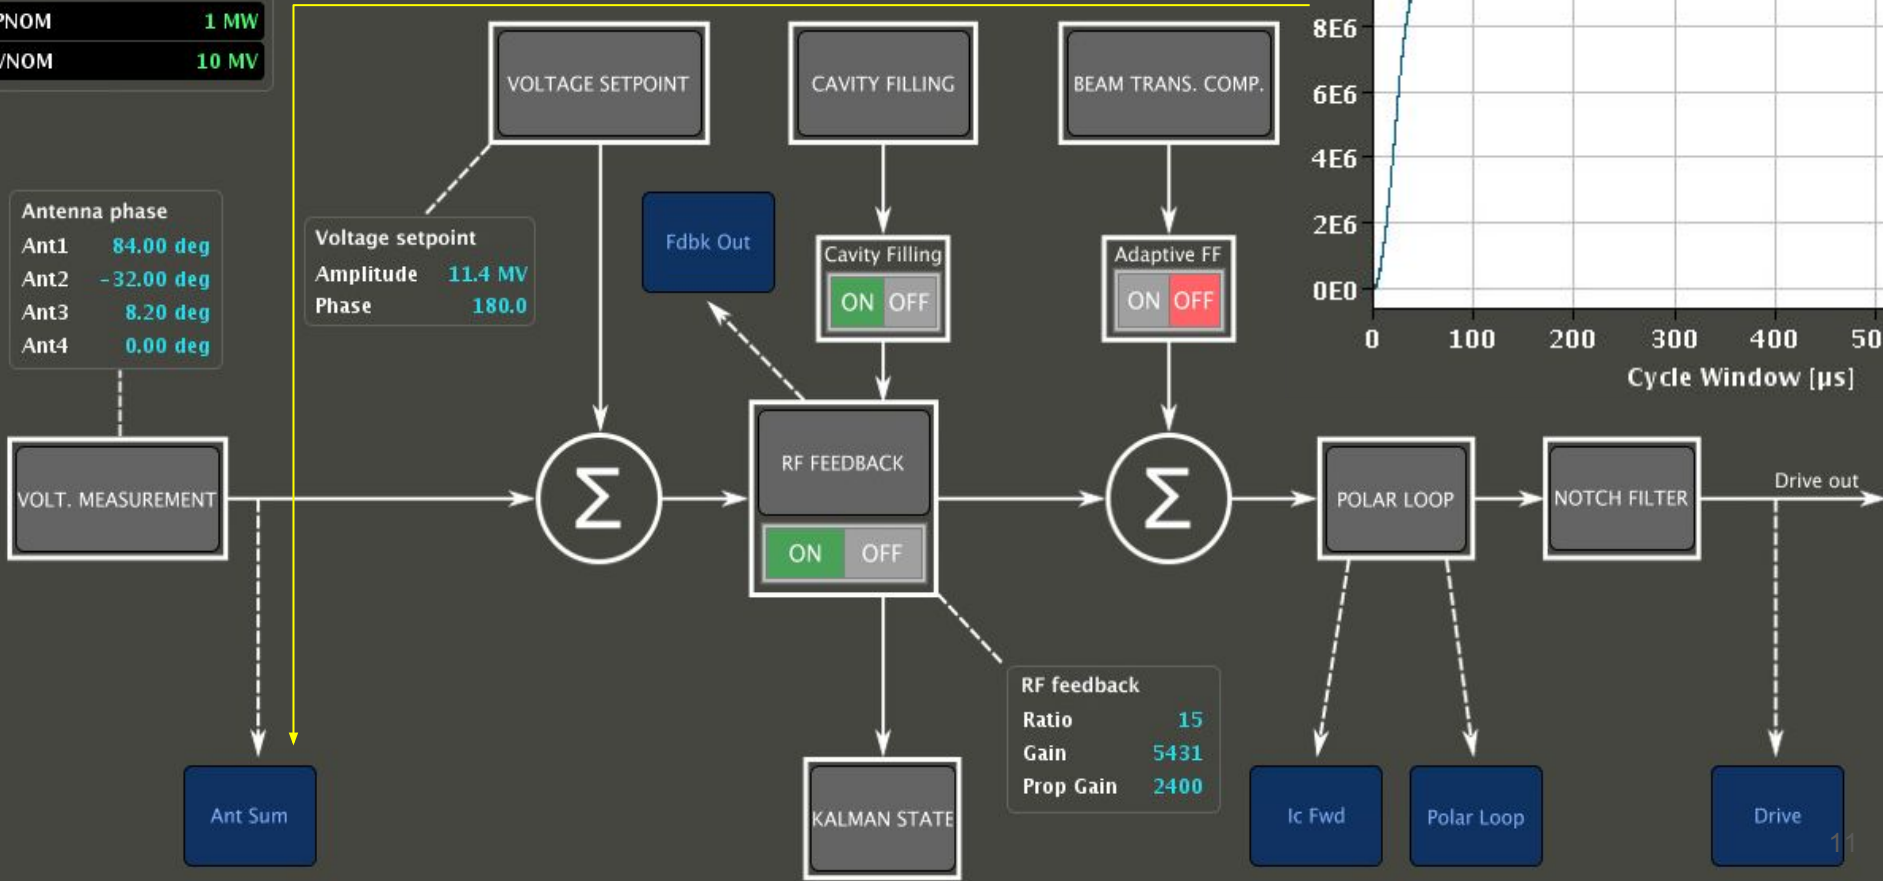 PNOM 1 MW
VNOM 10 MV
VOLTAGE SETPOINT
CAVITY FILLING
BEAM TRANS. COMP.
8E6
6E6
4E6
2E6
0E0
0 100 200 300 400 50
Cycle Window [µs]
Antenna phase
Ant1 84.00 deg
Ant2 -32.00 deg
Ant3 8.20 deg
Ant4 0.00 deg
Voltage setpoint
Amplitude 11.4 MV
Phase 180.0
Fdbk Out
Cavity Filling
ON OFF
Adaptive FF
ON OFF
VOLT. MEASUREMENT
Σ
RF FEEDBACK
ON OFF
Σ
POLAR LOOP
NOTCH FILTER
Drive out
RF feedback
Ratio 15
Gain 5431
Prop Gain 2400
Ant Sum
KALMAN STATE
Ic Fwd
Polar Loop
Drive
11